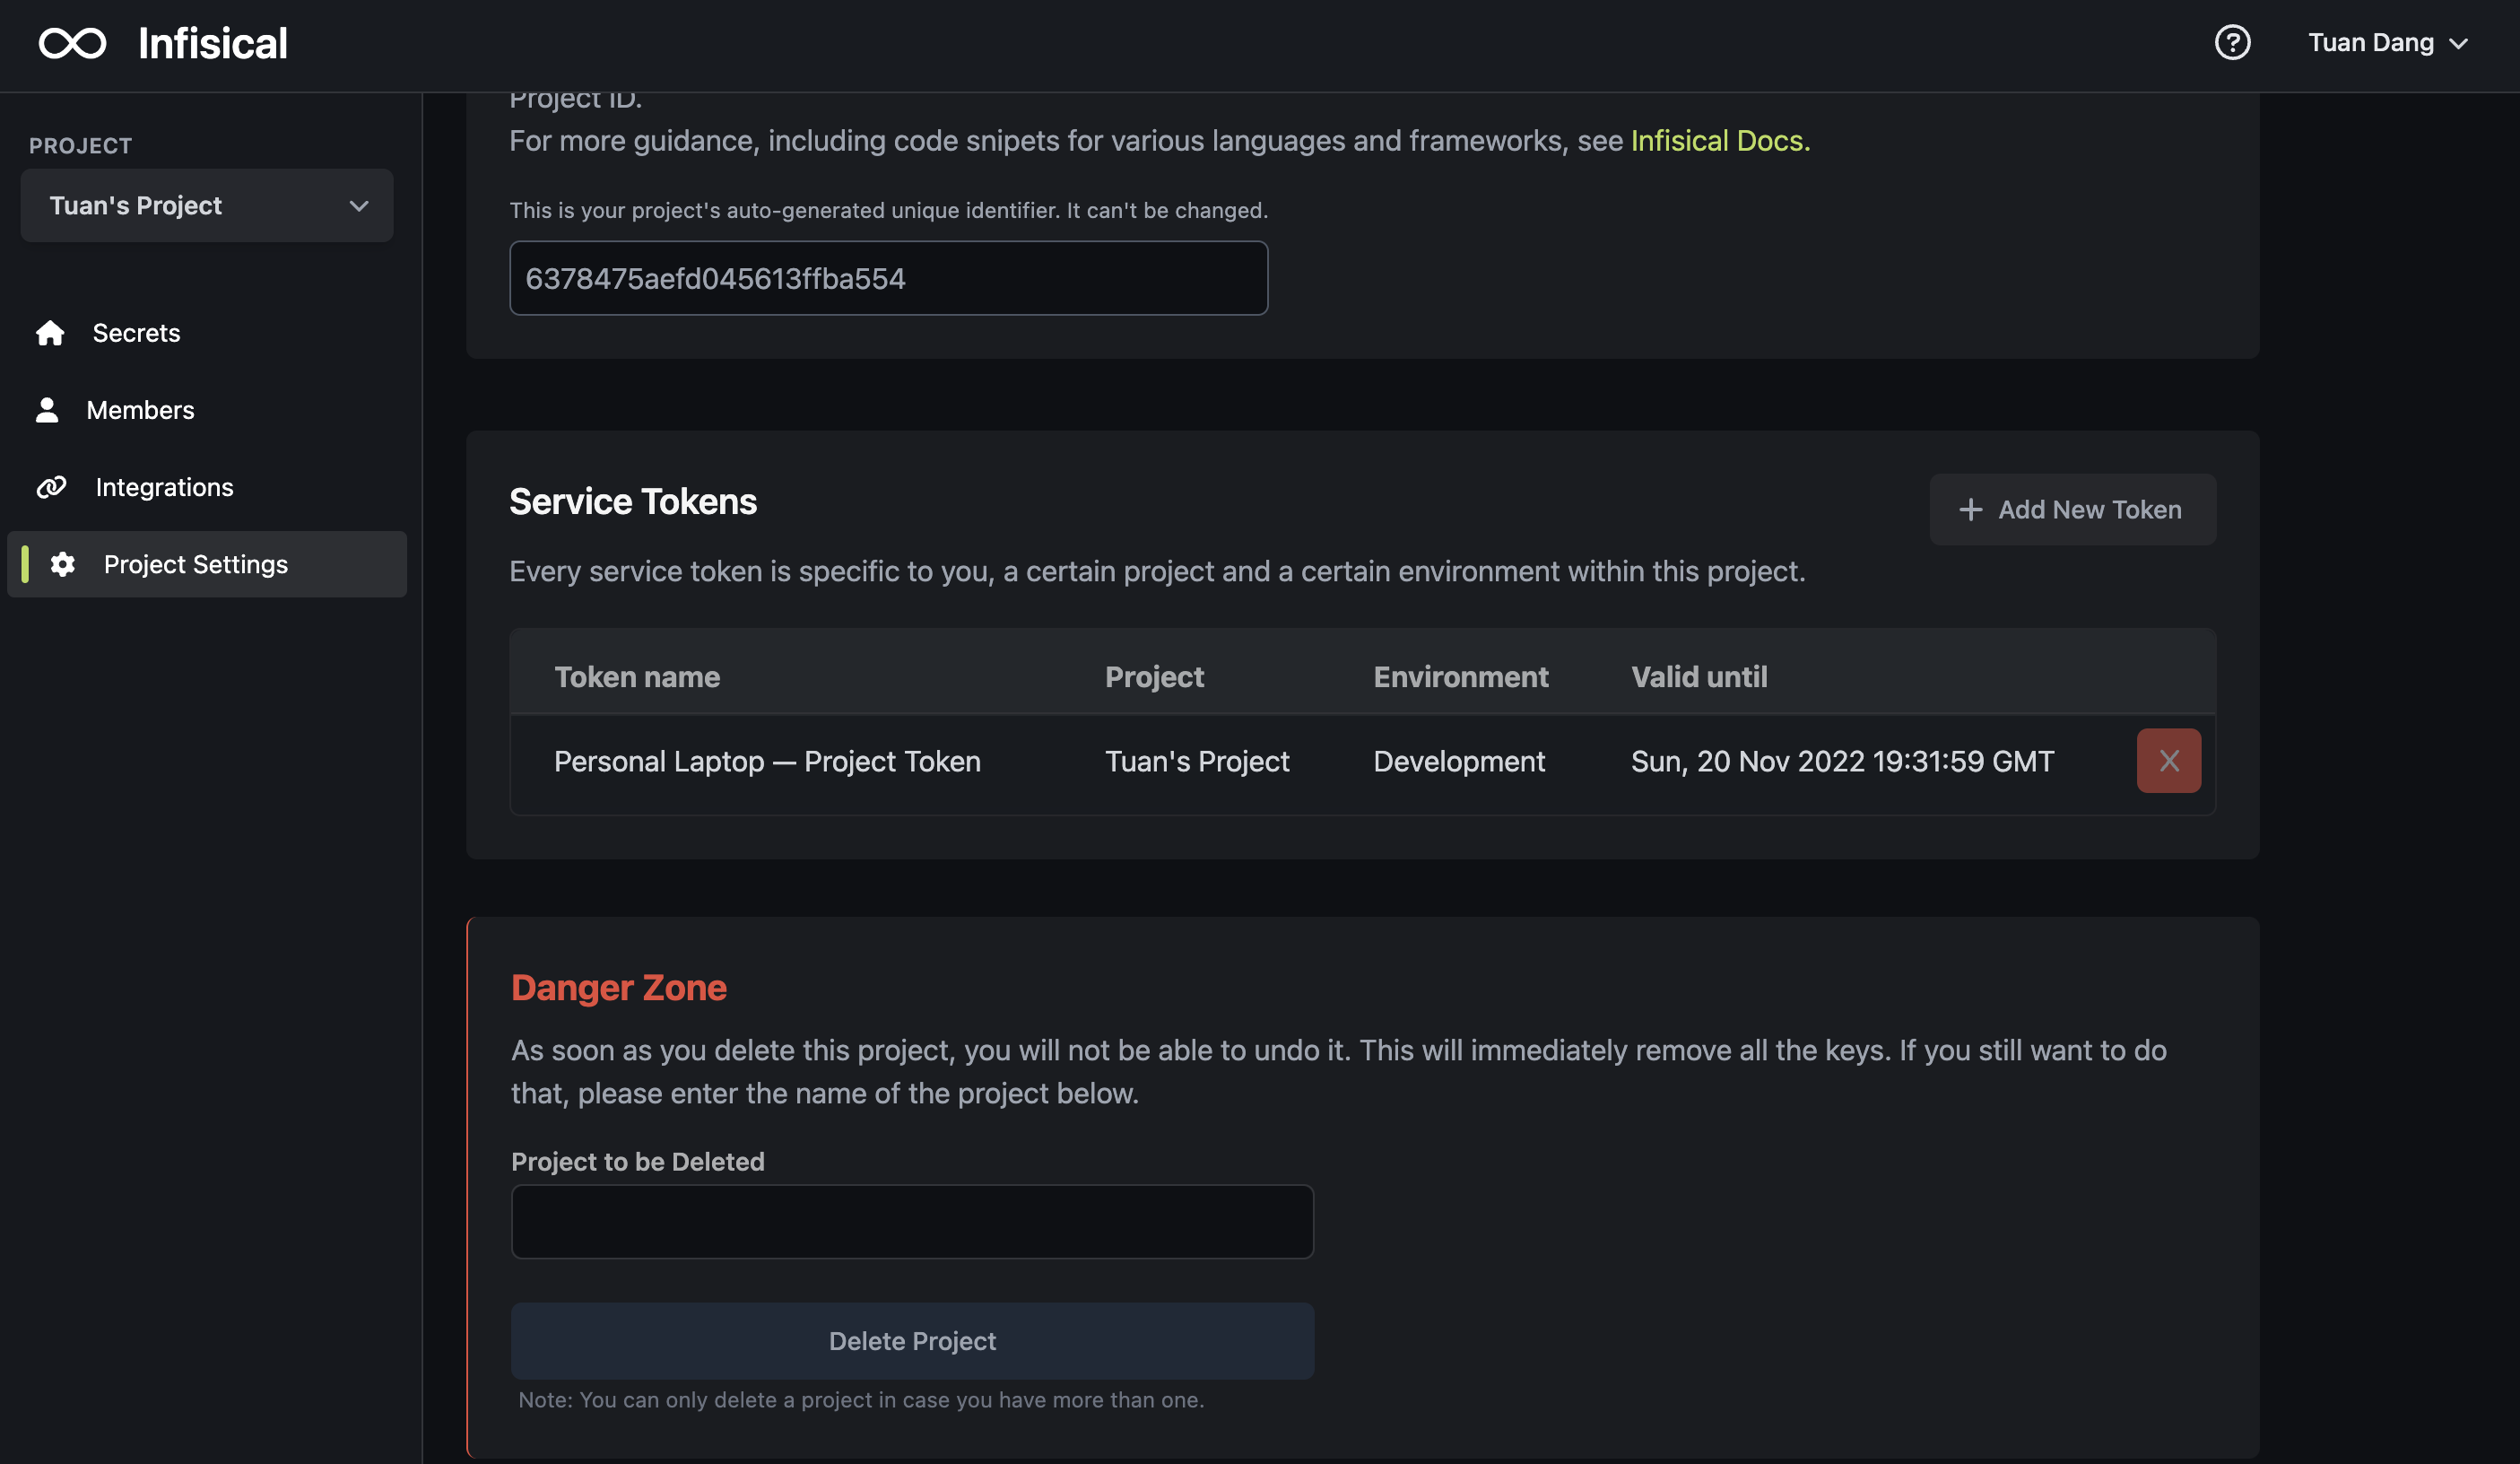 Infisical
Tuan Dang
PROJECT
Tuan's Project
Secrets
Members
Integrations
Project Settings
Project ID.
For more guidance, including code snipets for various languages and frameworks, see Infisical Docs.
This is your project's auto-generated unique identifier. It can't be changed.
6378475aefd045613ffba554
Service Tokens
+ Add New Token
Every service token is specific to you, a certain project and a certain environment within this project.
Token name Project Environment Valid until
Personal Laptop — Project Token Tuan's Project Development Sun, 20 Nov 2022 19:31:59 GMT X
Danger Zone
As soon as you delete this project, you will not be able to undo it. This will immediately remove all the keys. If you still want to do
that, please enter the name of the project below.
Project to be Deleted
Delete Project
Note: You can only delete a project in case you have more than one.